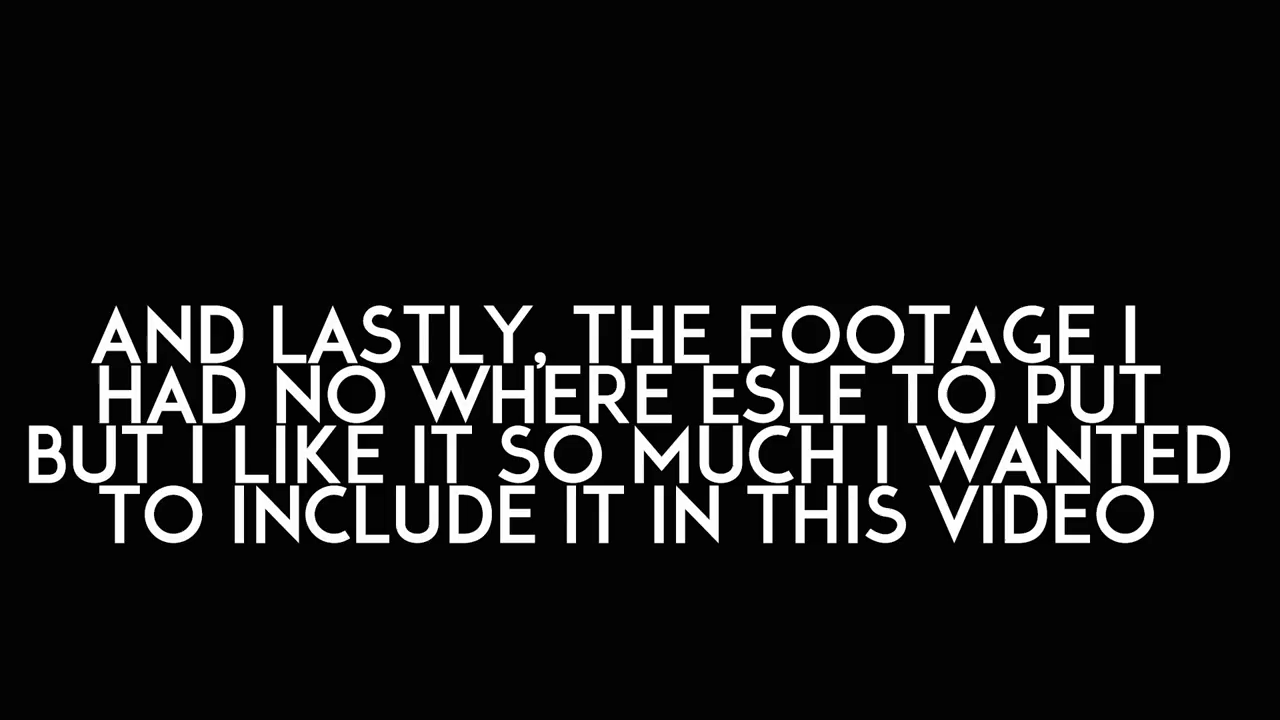 AND LASTLY, THE FOOTAGE I
HAD NO WHERE ESLE TO PUT
BUT I LIKE IT SO MUCH I WANTED
TO INCLUDE IT IN THIS VIDEO